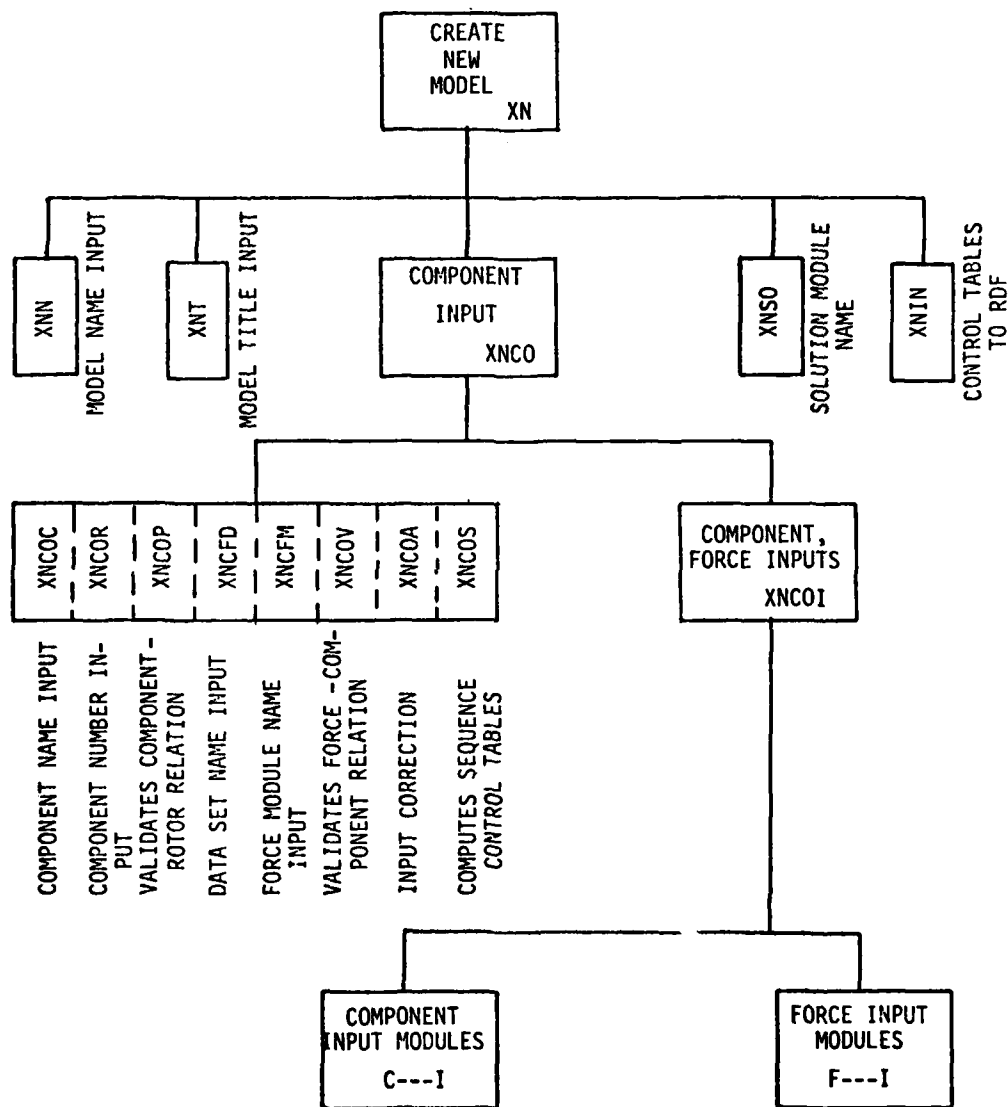 CREATE
NEW
MODEL
XN
XNN
MODEL NAME INPUT
XNT
MODEL TITLE INPUT
COMPONENT
INPUT
XNCO
XNSO
SOLUTION MODULE
NAME
XNIN
CONTROL TABLES
TO RDF
XNCOC
XNCOR
XNCOP
XNCFD
XNCFM
XNCOV
XNCOA
XNCOS
COMPONENT NAME INPUT
COMPONENT NUMBER IN-
PUT
VALIDATES COMPONENT-
ROTOR RELATION
DATA SET NAME INPUT
FORCE MODULE NAME
INPUT
VALIDATES FORCE -COM-
PONENT RELATION
INPUT CORRECTION
COMPUTES SEQUENCE
CONTROL TABLES
COMPONENT,
FORCE INPUTS
XNCOI
COMPONENT
INPUT MODULES
C---I
FORCE INPUT
MODULES
F---I